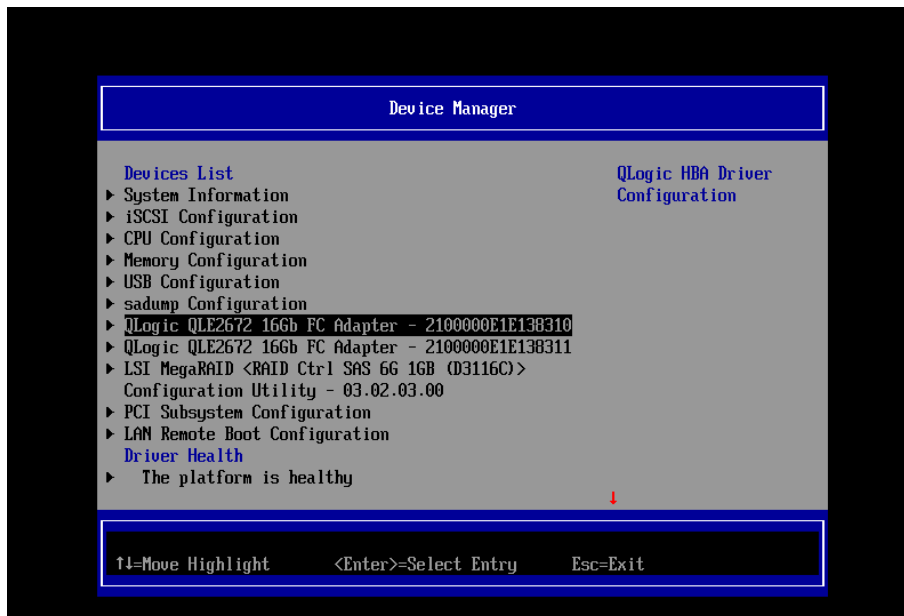 Device Manager
Devices List
QLogic HBA Driver
Configuration
▶ System Information
▶ iSCSI Configuration
▶ CPU Configuration
▶ Memory Configuration
▶ USB Configuration
▶ sadump Configuration
▶ QLogic QLE2672 16Gb FC Adapter - 2100000E1E138310
▶ QLogic QLE2672 16Gb FC Adapter - 2100000E1E138311
▶ LSI MegaRAID <RAID Ctrl SAS 6G 1GB (D3116C)>
Configuration Utility - 03.02.03.00
▶ PCI Subsystem Configuration
▶ LAN Remote Boot Configuration
Driver Health
▶ The platform is healthy
↓
↑↓=Move Highlight <Enter>=Select Entry Esc=Exit